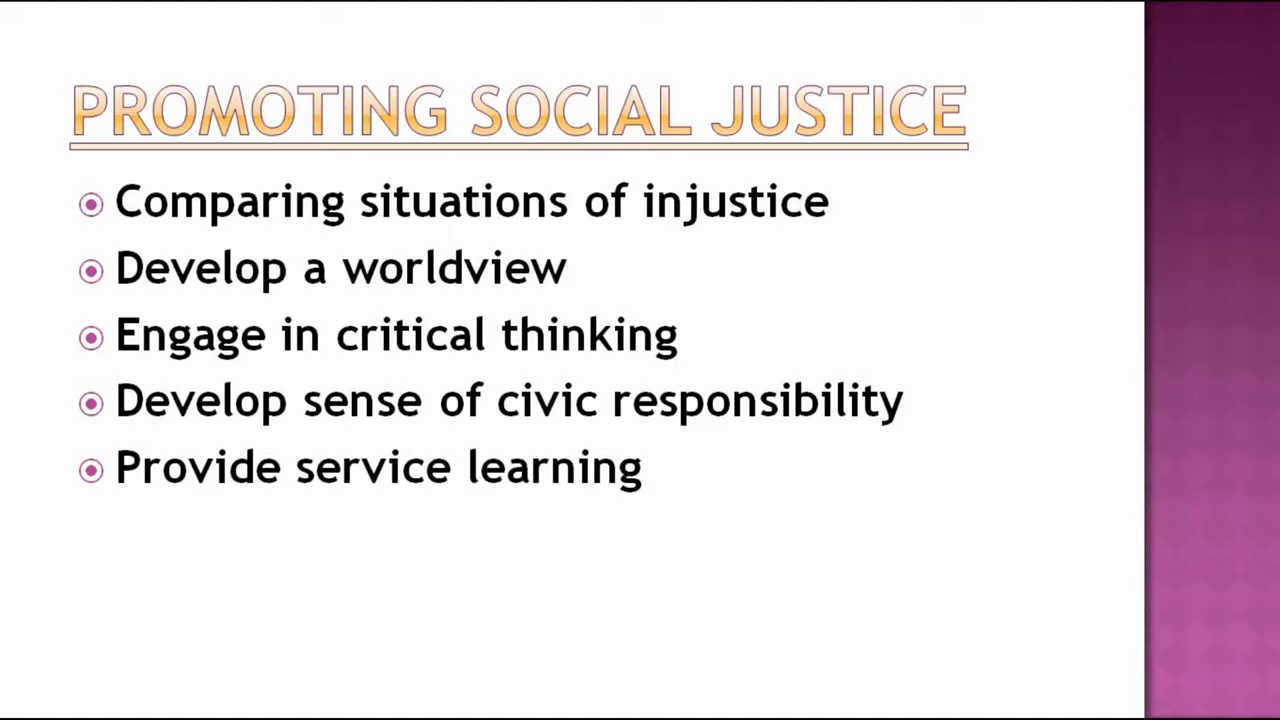 PROMOTING SOCIAL JUSTICE
Comparing situations of injustice
Develop a worldview
Engage in critical thinking
Develop sense of civic responsibility
Provide service learning